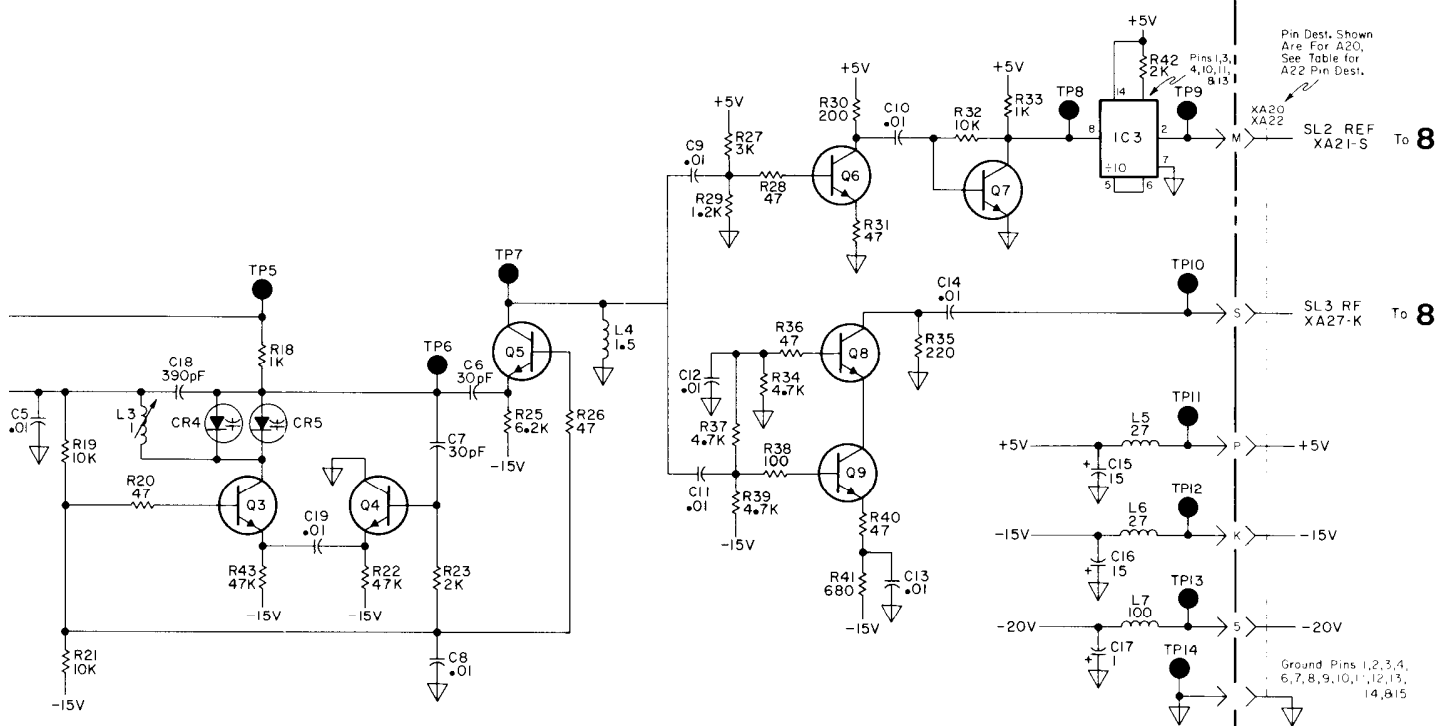 +5V
R42
2K
Pins 1,3,
4,10,11,
8 13
14
TP8
TP9
8
IC3
2
÷10
7
5
6
Pin Dest. Shown
Are For A20,
See Table for
A22 Pin Dest.
XA20
XA22
M
SL2 REF
XA21-S
To 8
+5V
R30
200
C10
.01
R32
10K
+5V
R33
1K
+5V
R27
3K
C9
.01
R28
47
R29
1.2K
Q6
Q7
R31
47
TP7
TP5
R18
1K
C18
390pF
TP6
C6
30pF
Q5
L4
1.5
C5
.01
L3
1
CR4
CR5
R19
10K
R25
6.2K
-15V
R26
47
C7
30pF
R20
47
Q3
Q4
C19
.01
R43
47K
-15V
R22
47K
-15V
R23
2K
R21
10K
-15V
C8
.01
C14
.01
TP10
S
SL3 RF
XA27-K
To 8
R36
47
Q8
R35
220
C12
.01
R34
4.7K
R37
4.7K
R38
100
Q9
C11
.01
R39
4.7K
-15V
R40
47
R41
680
C13
.01
-15V
TP11
L5
27
+5V
P
+5V
+
C15
15
TP12
L6
27
-15V
K
-15V
+
C16
15
TP13
L7
100
-20V
5
-20V
+
C17
1
TP14
Ground Pins 1,2,3,4,
6,7,8,9,10,11,12,13,
14,&15